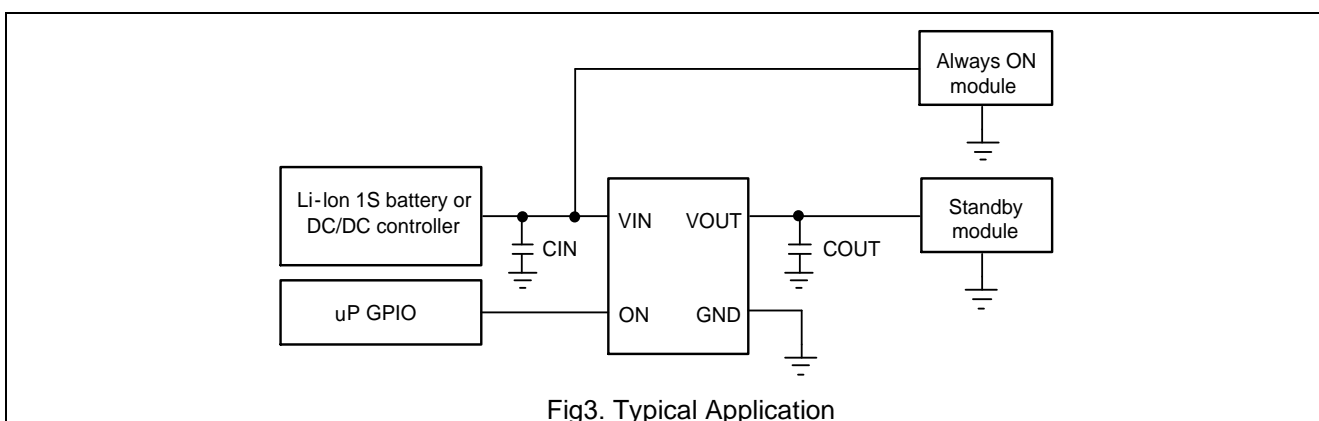 Always ON
module
Li-Ion 1S battery or
DC/DC controller
VIN
VOUT
CIN
COUT
Standby
module
uP GPIO
ON
GND
Fig3. Typical Application